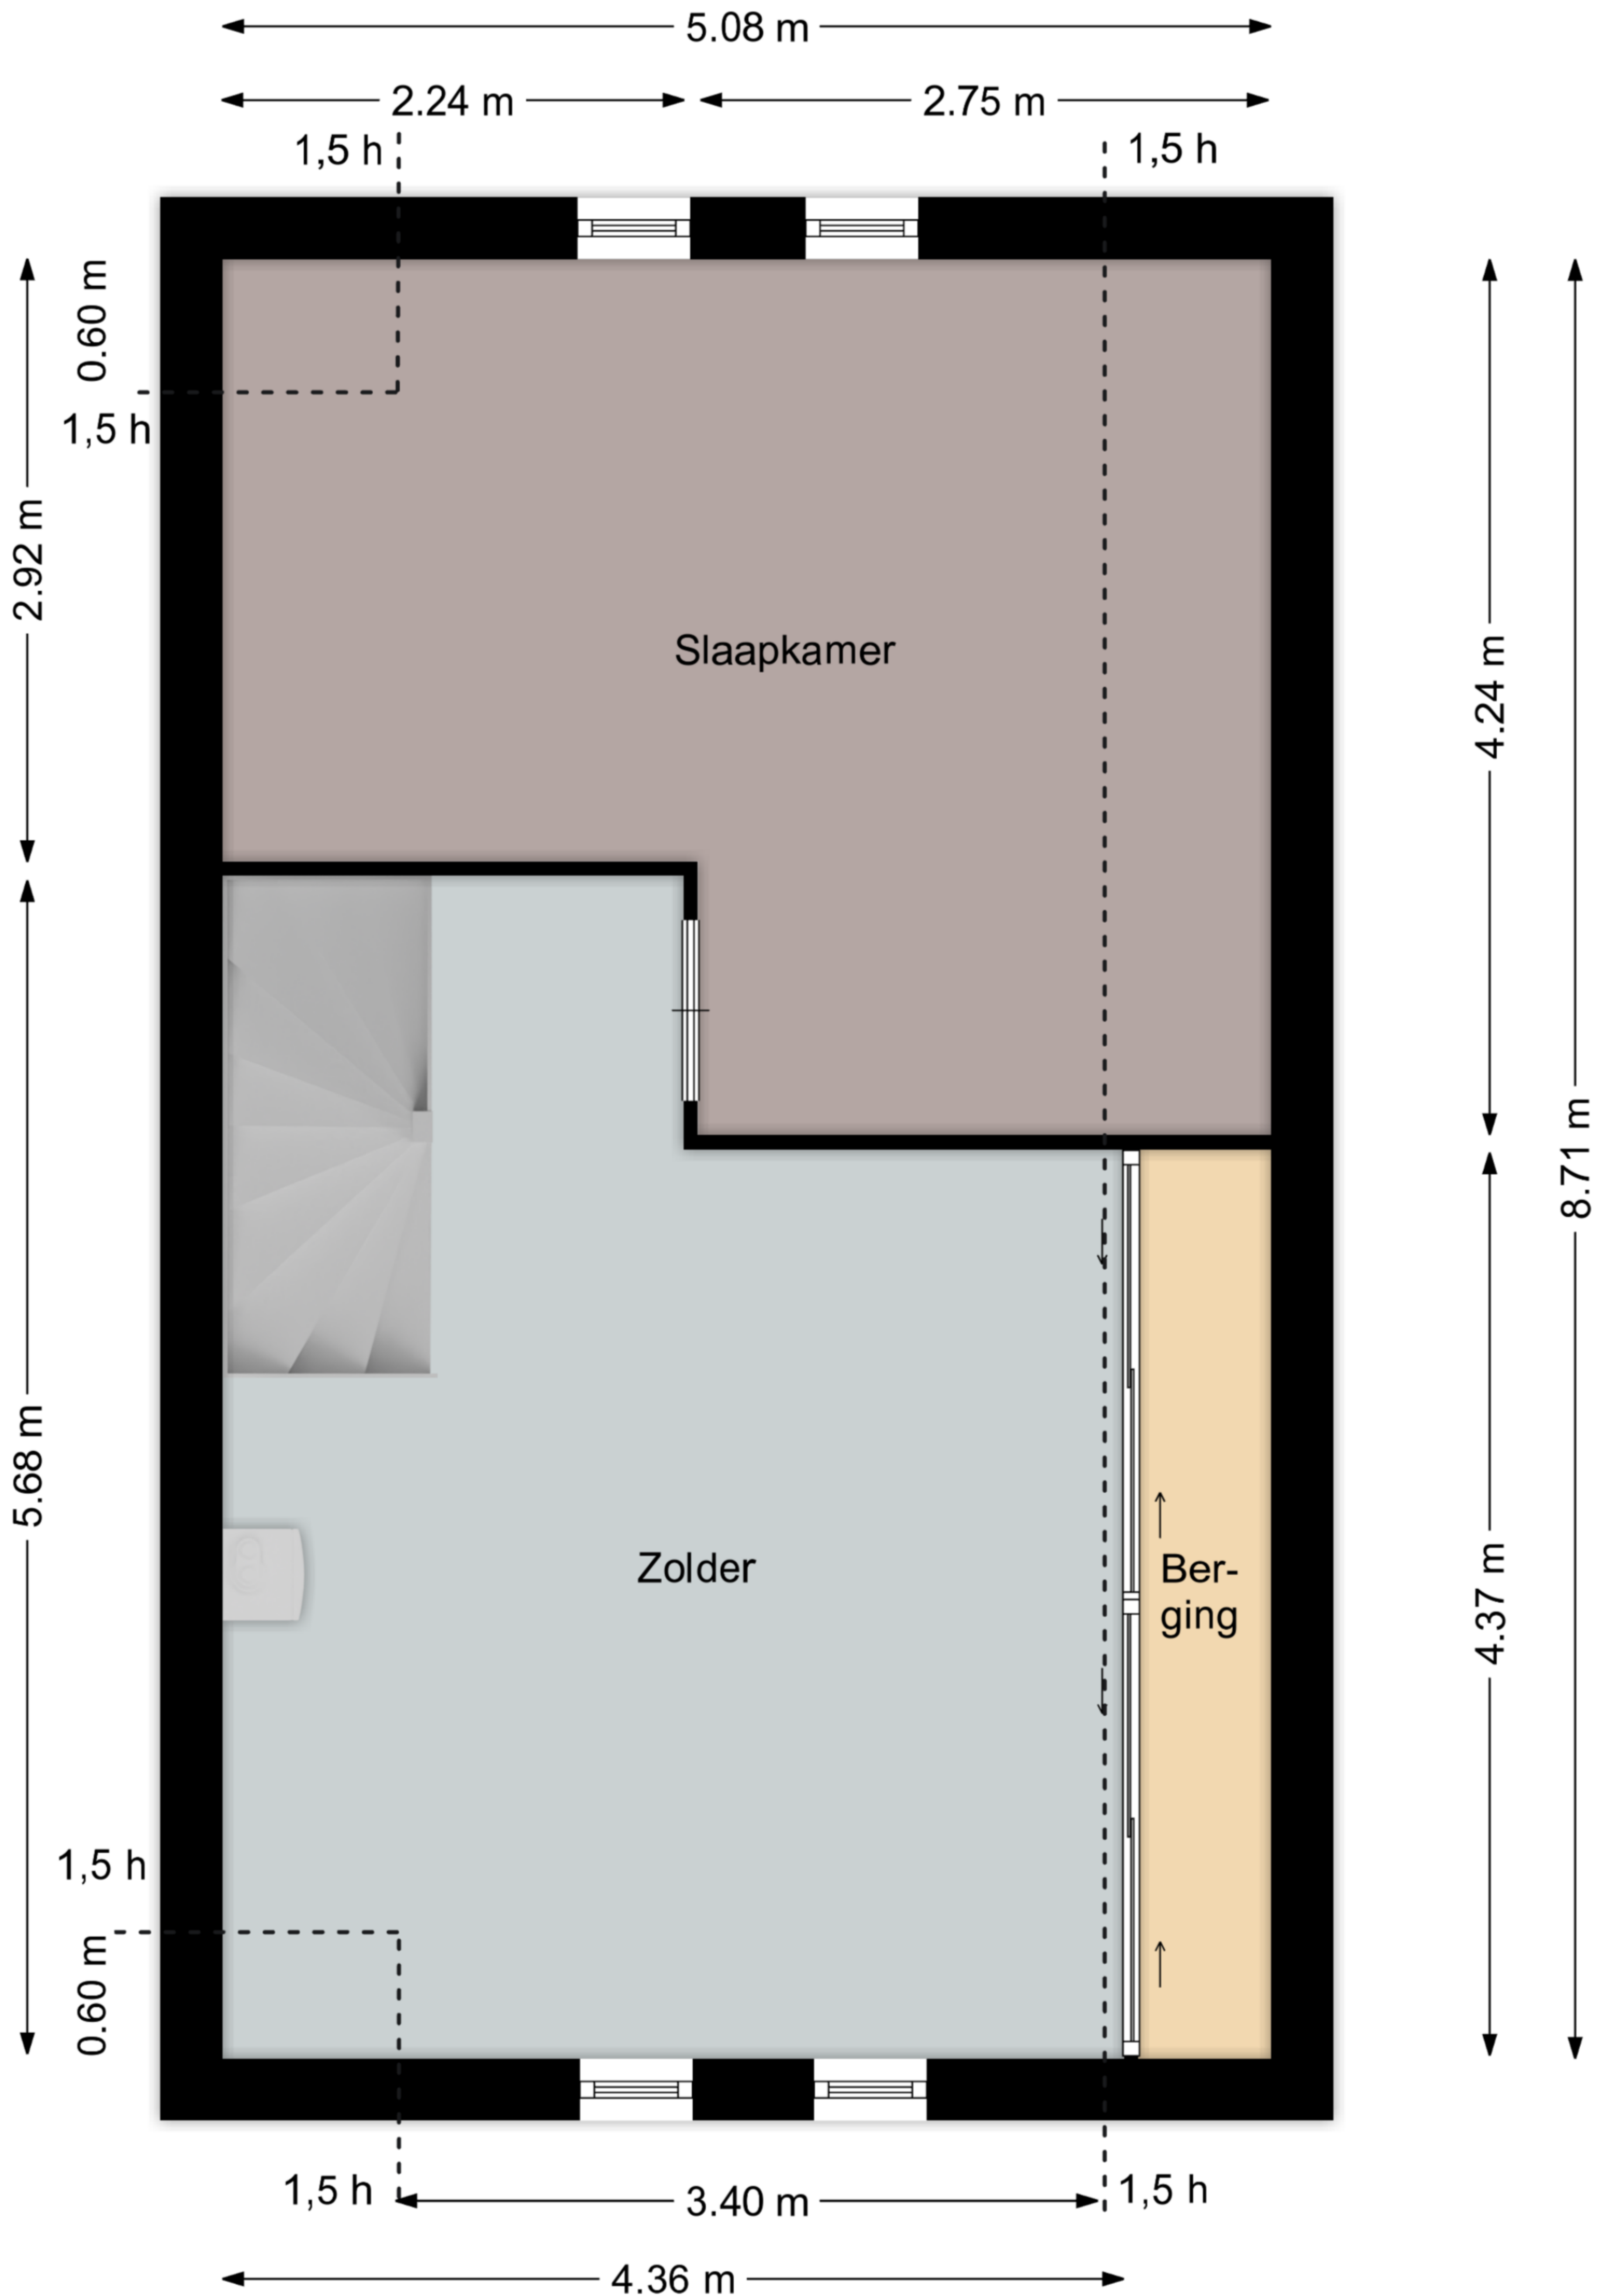 5.08 m
2.24 m
2.75 m
1,5 h
1,5 h
0.60 m
1,5 h
2.92 m
Slaapkamer
4.24 m
8.71 m
5.68 m
Zolder
Ber-
ging
4.37 m
1,5 h
0.60 m
1,5 h
3.40 m
1,5 h
4.36 m